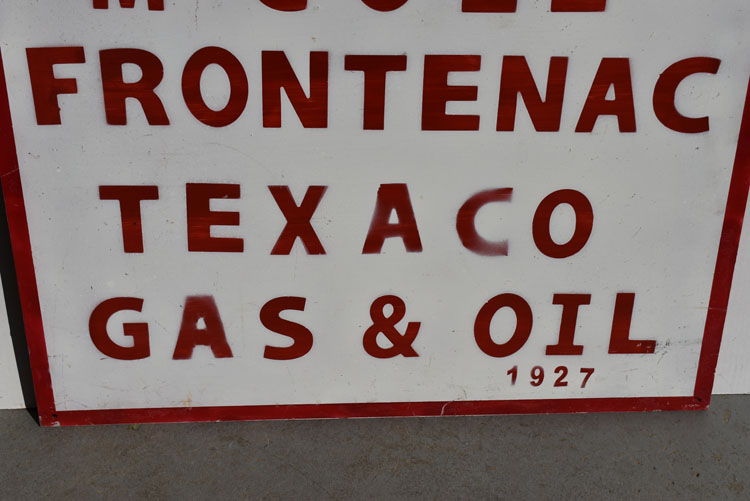 FRONTENAC
TEXACO
GAS & OIL
1927